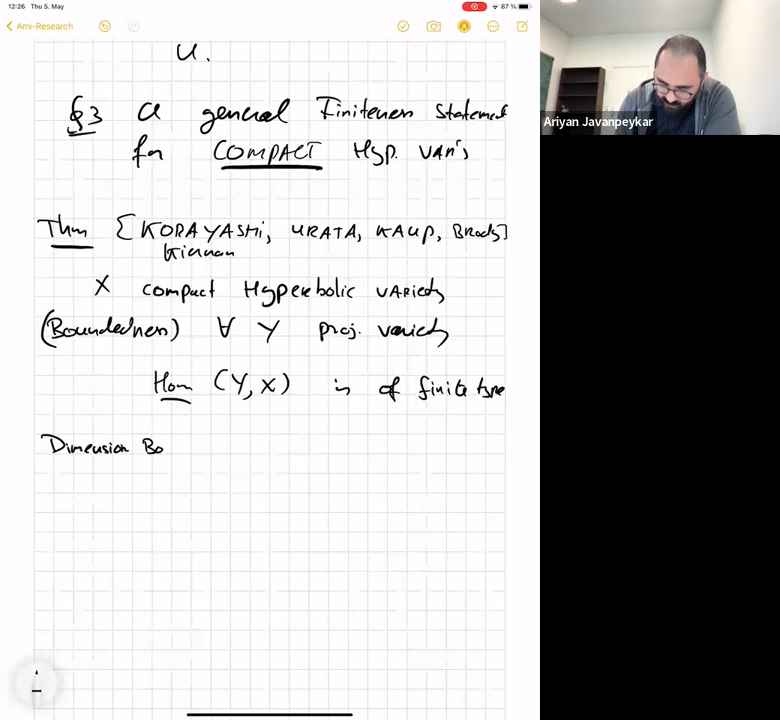 12:26 Thu 5. May
87 %
Ami-Research
U.
§3 A general Finiteness Statement
for COMPACT Hyp. VAR's
Ariyan Javanpeykar
Thm [KOBAYASHI, URATA, KAUP, Brody]
Kiernan
X compact Hyperbolic VARiety
(Boundedness) ∀ Y proj. variety
Hom (Y, X) is of finite type
Dimension Bo